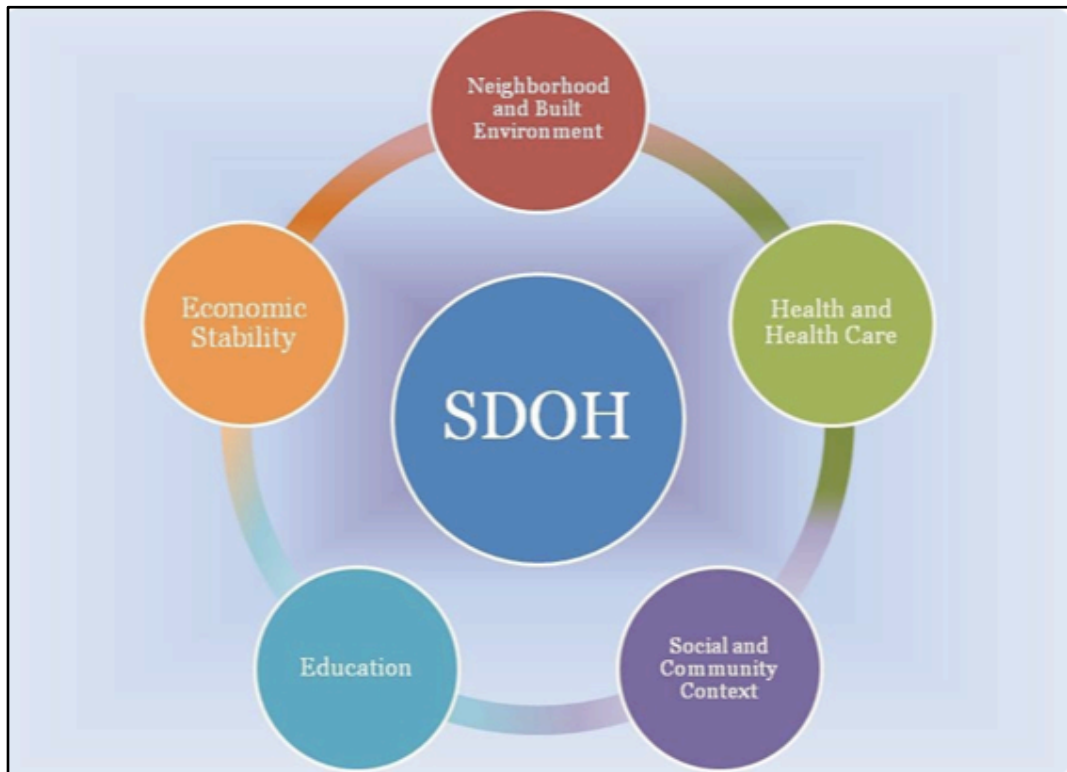 Neighborhood
and Built
Environment
Economic
Stability
Health and
Health Care
SDOH
Education
Social and
Community
Context